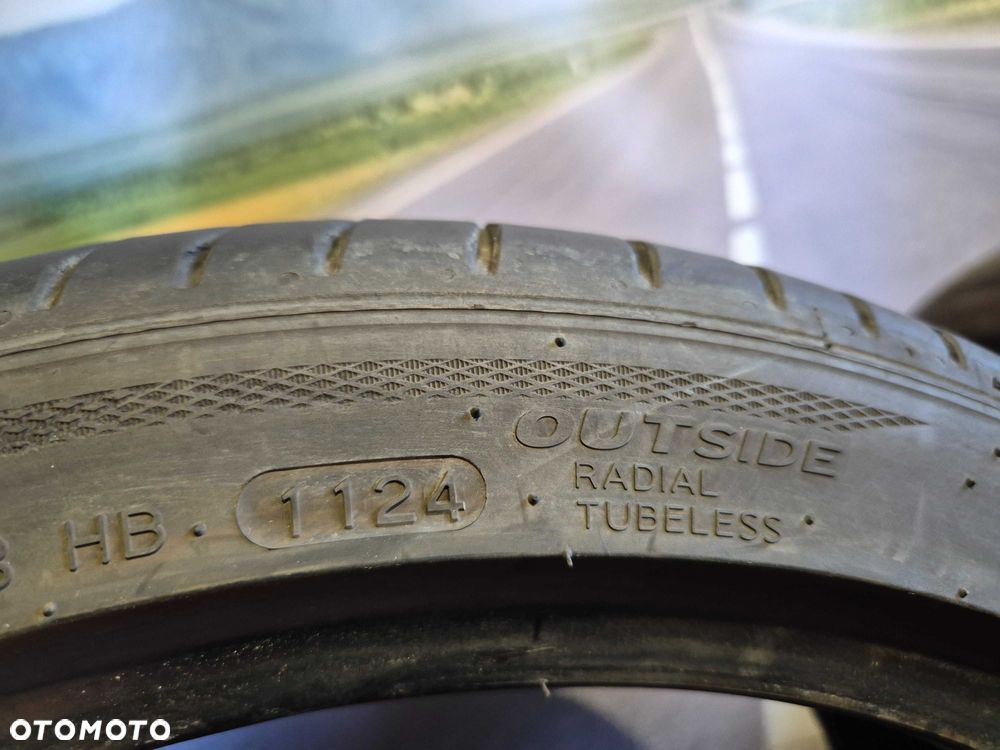 OUTSIDE
RADIAL
TUBELESS
HB 1124
OTOMOTO